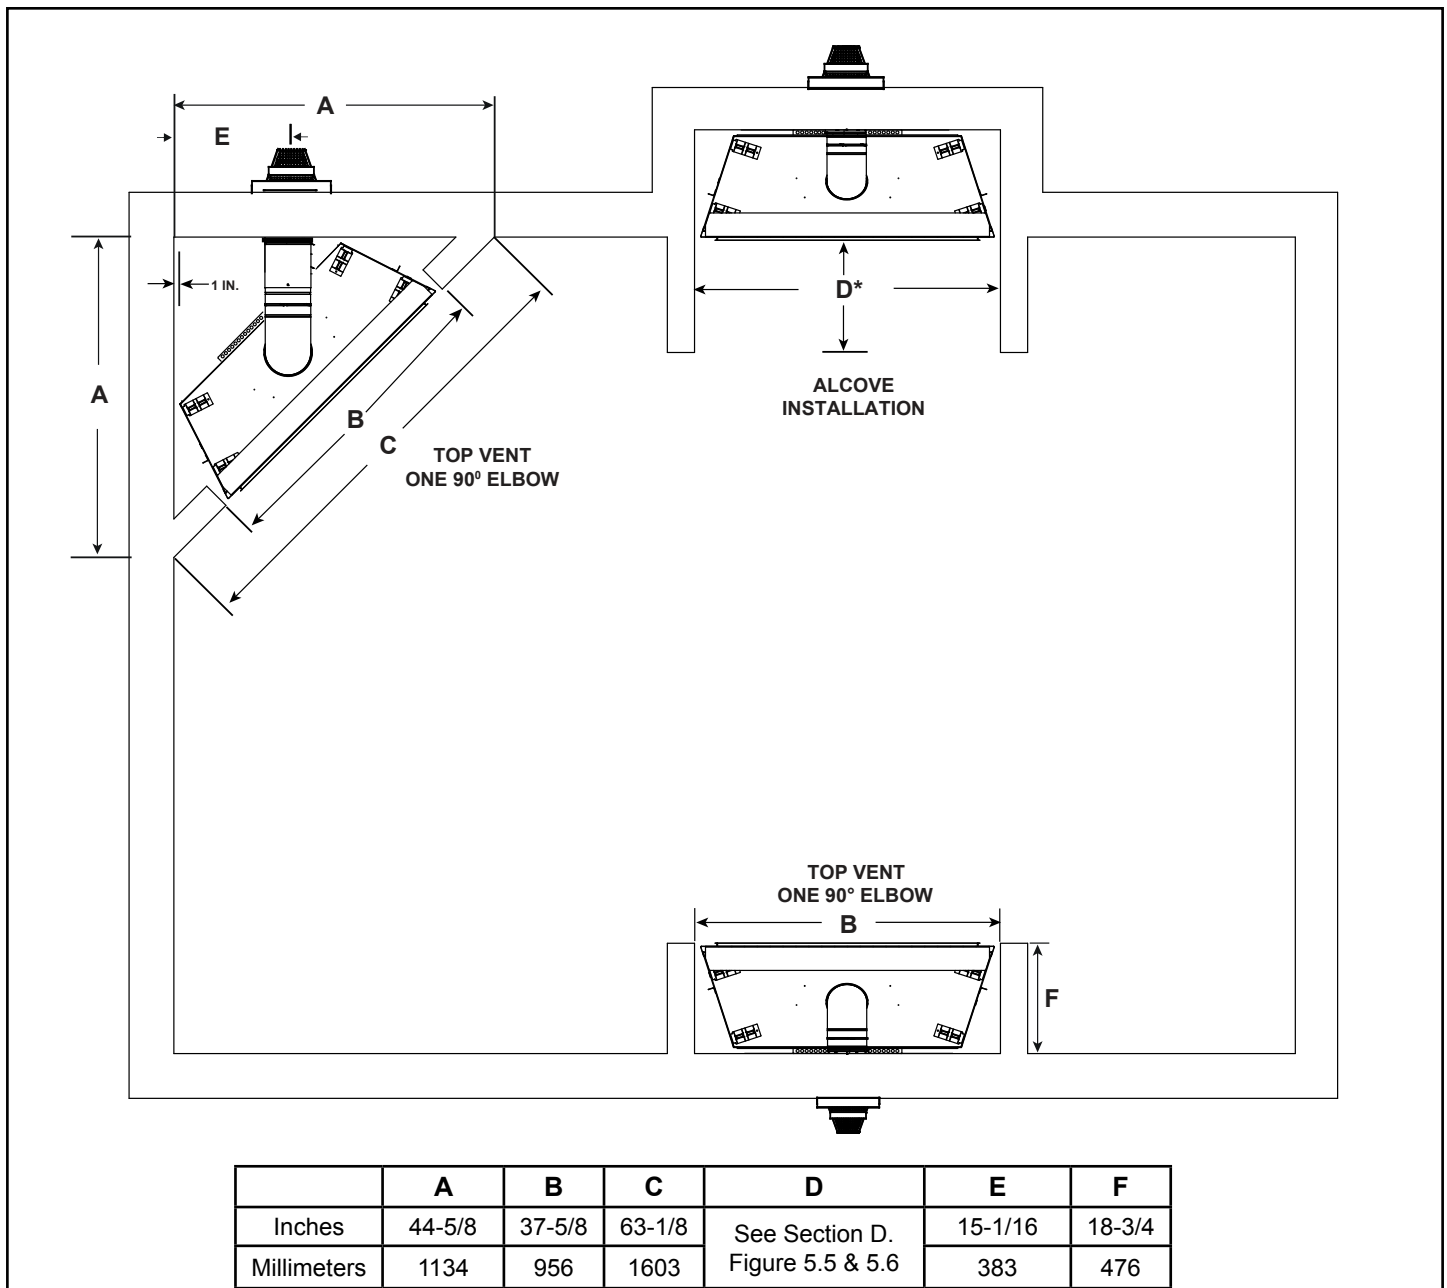 A
E
1 IN.
A
B
C
TOP VENT
ONE 90⁰ ELBOW
D*
ALCOVE
INSTALLATION
TOP VENT
ONE 90° ELBOW
B
F
A B C D E F
Inches 44-5/8 37-5/8 63-1/8 See Section D. 15-1/16 18-3/4
Figure 5.5 & 5.6
Millimeters 1134 956 1603 383 476